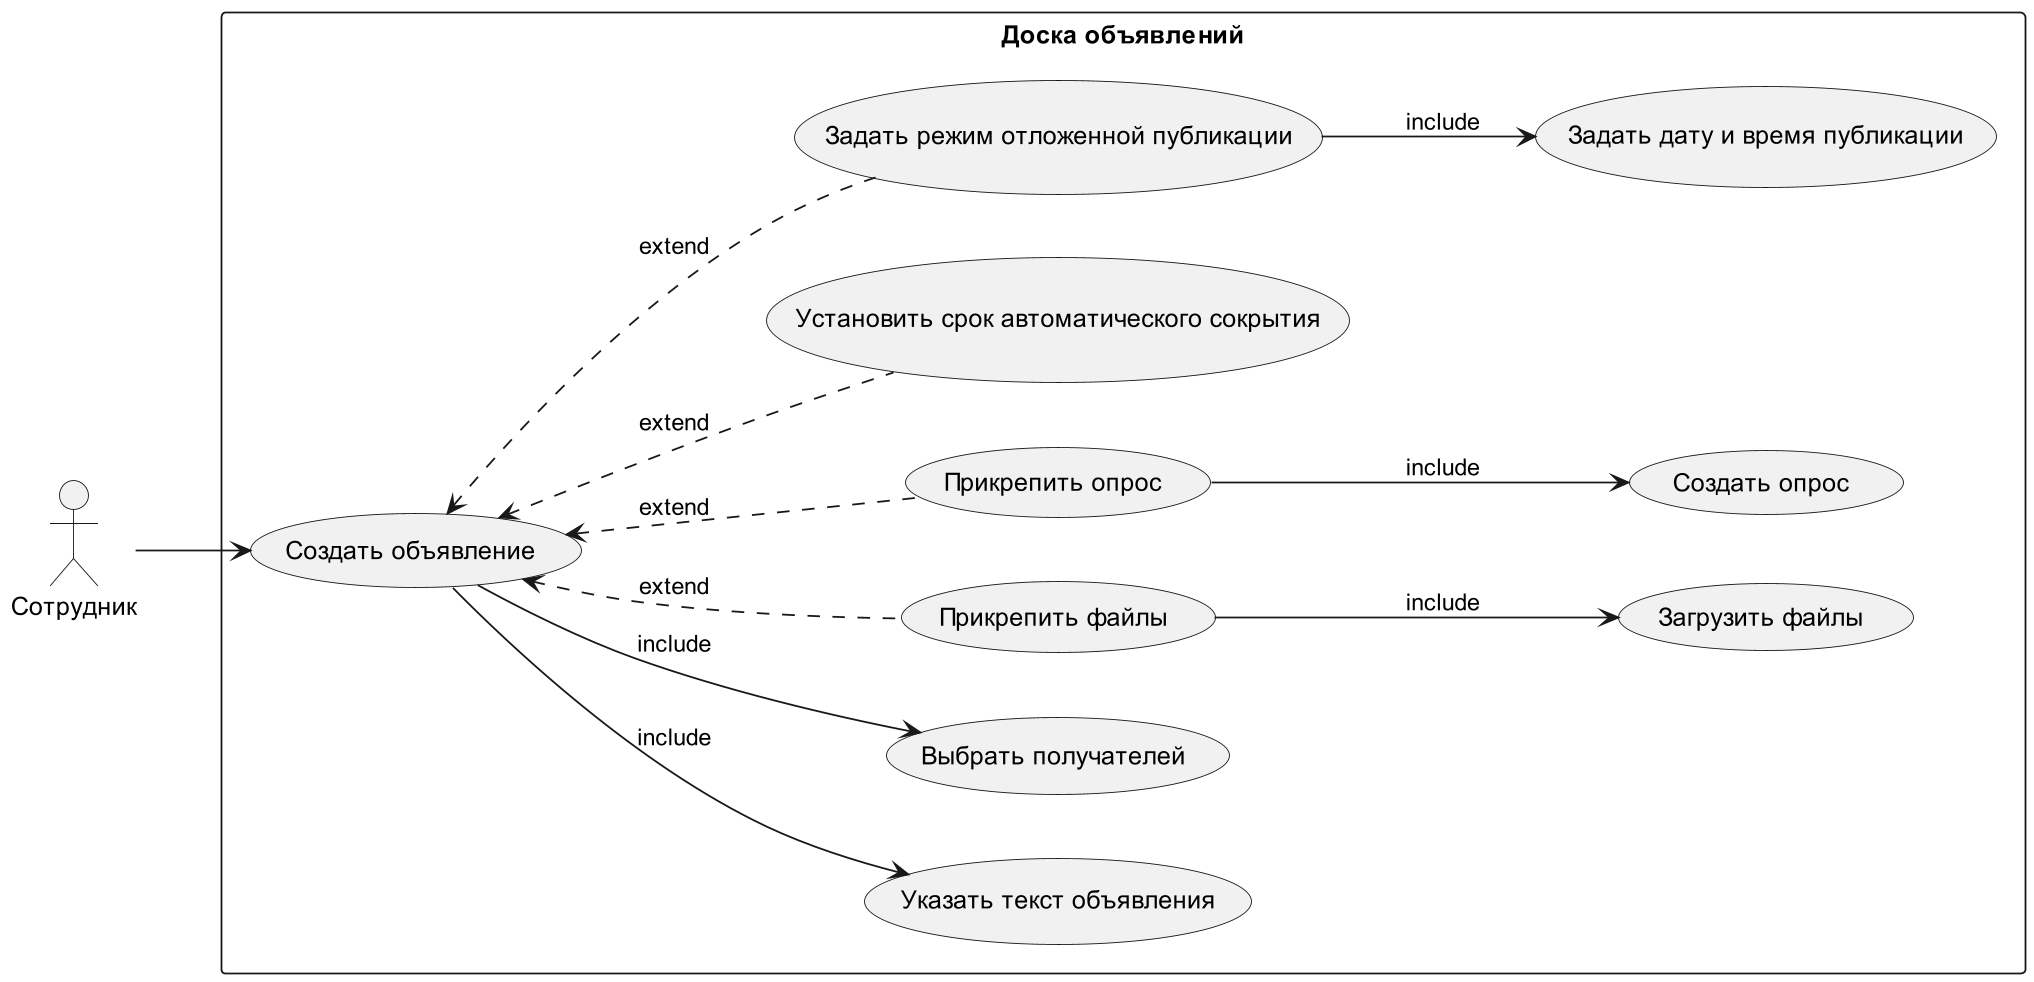 Доска объявлений
Задать режим отложенной публикации
include
Задать дату и время публикации
extend
Установить срок автоматического сокрытия
extend
Прикрепить опрос
include
Создать опрос
extend
Создать объявление
Сотрудник
extend
Прикрепить файлы
include
Загрузить файлы
include
Выбрать получателей
include
Указать текст объявления